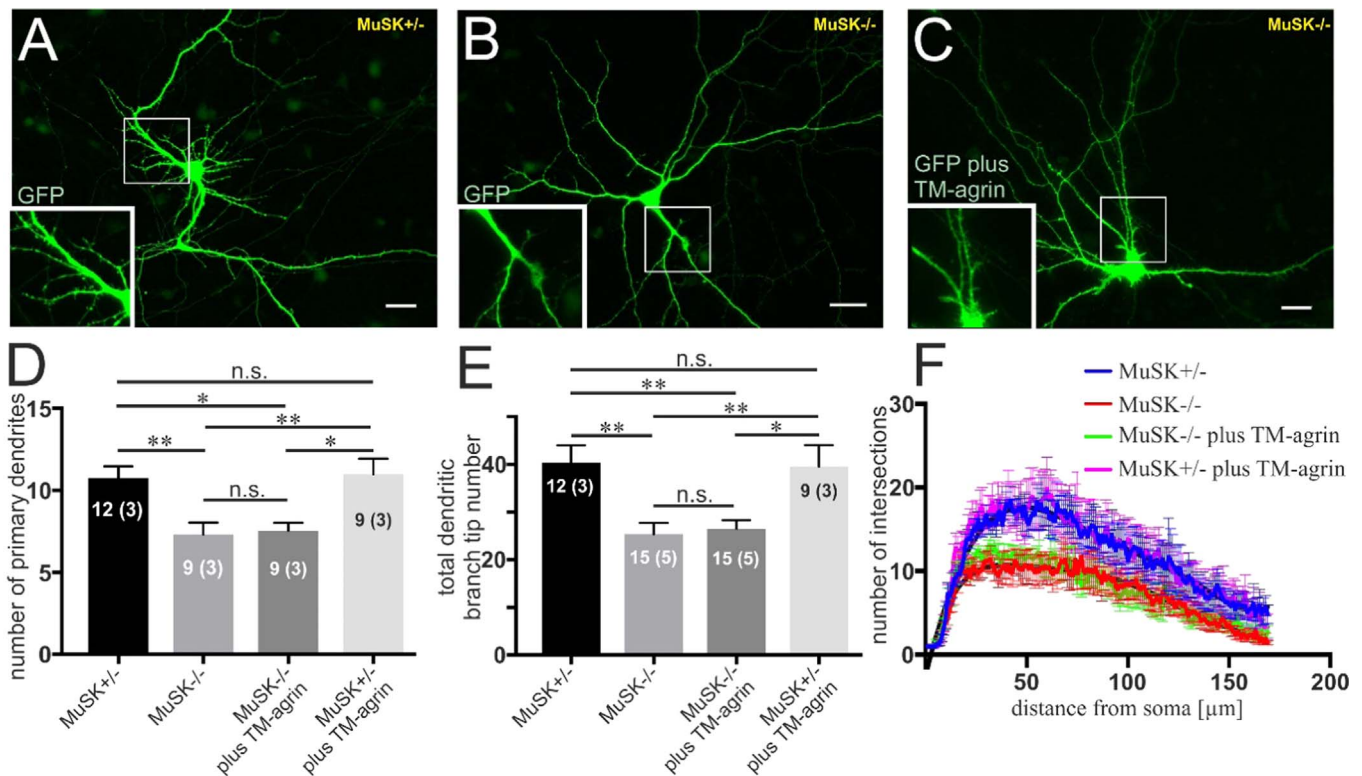 A
MuSK+/-
GFP
B
MuSK-/-
GFP
C
MuSK-/-
GFP plus
TM-agrin
D
n.s.
*
**
** *
n.s.
number of primary dendrites
15
10
5
0
12 (3)
9 (3)
9 (3)
9 (3)
MuSK+/-
MuSK-/-
MuSK-/-
plus TM-agrin
MuSK+/-
plus TM-agrin
E
n.s.
**
**
** *
n.s.
total dendritic
branch tip number
40
20
0
12 (3)
15 (5)
15 (5)
9 (3)
MuSK+/-
MuSK-/-
MuSK-/-
plus TM-agrin
MuSK+/-
plus TM-agrin
F
MuSK+/-
MuSK-/-
MuSK-/- plus TM-agrin
MuSK+/- plus TM-agrin
number of intersections
30
20
10
0
50 100 150 200
distance from soma [µm]